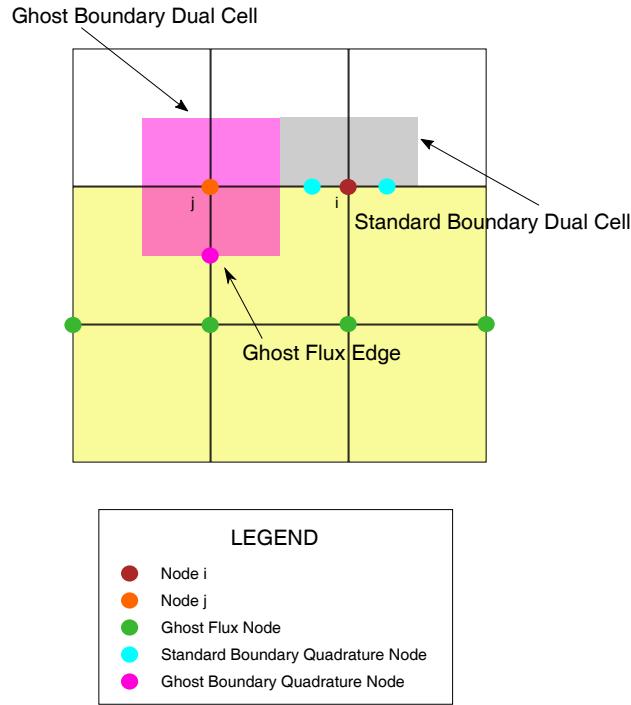 Ghost Boundary Dual Cell
j
i
Standard Boundary Dual Cell
Ghost Flux Edge
LEGEND
Node i
Node j
Ghost Flux Node
Standard Boundary Quadrature Node
Ghost Boundary Quadrature Node